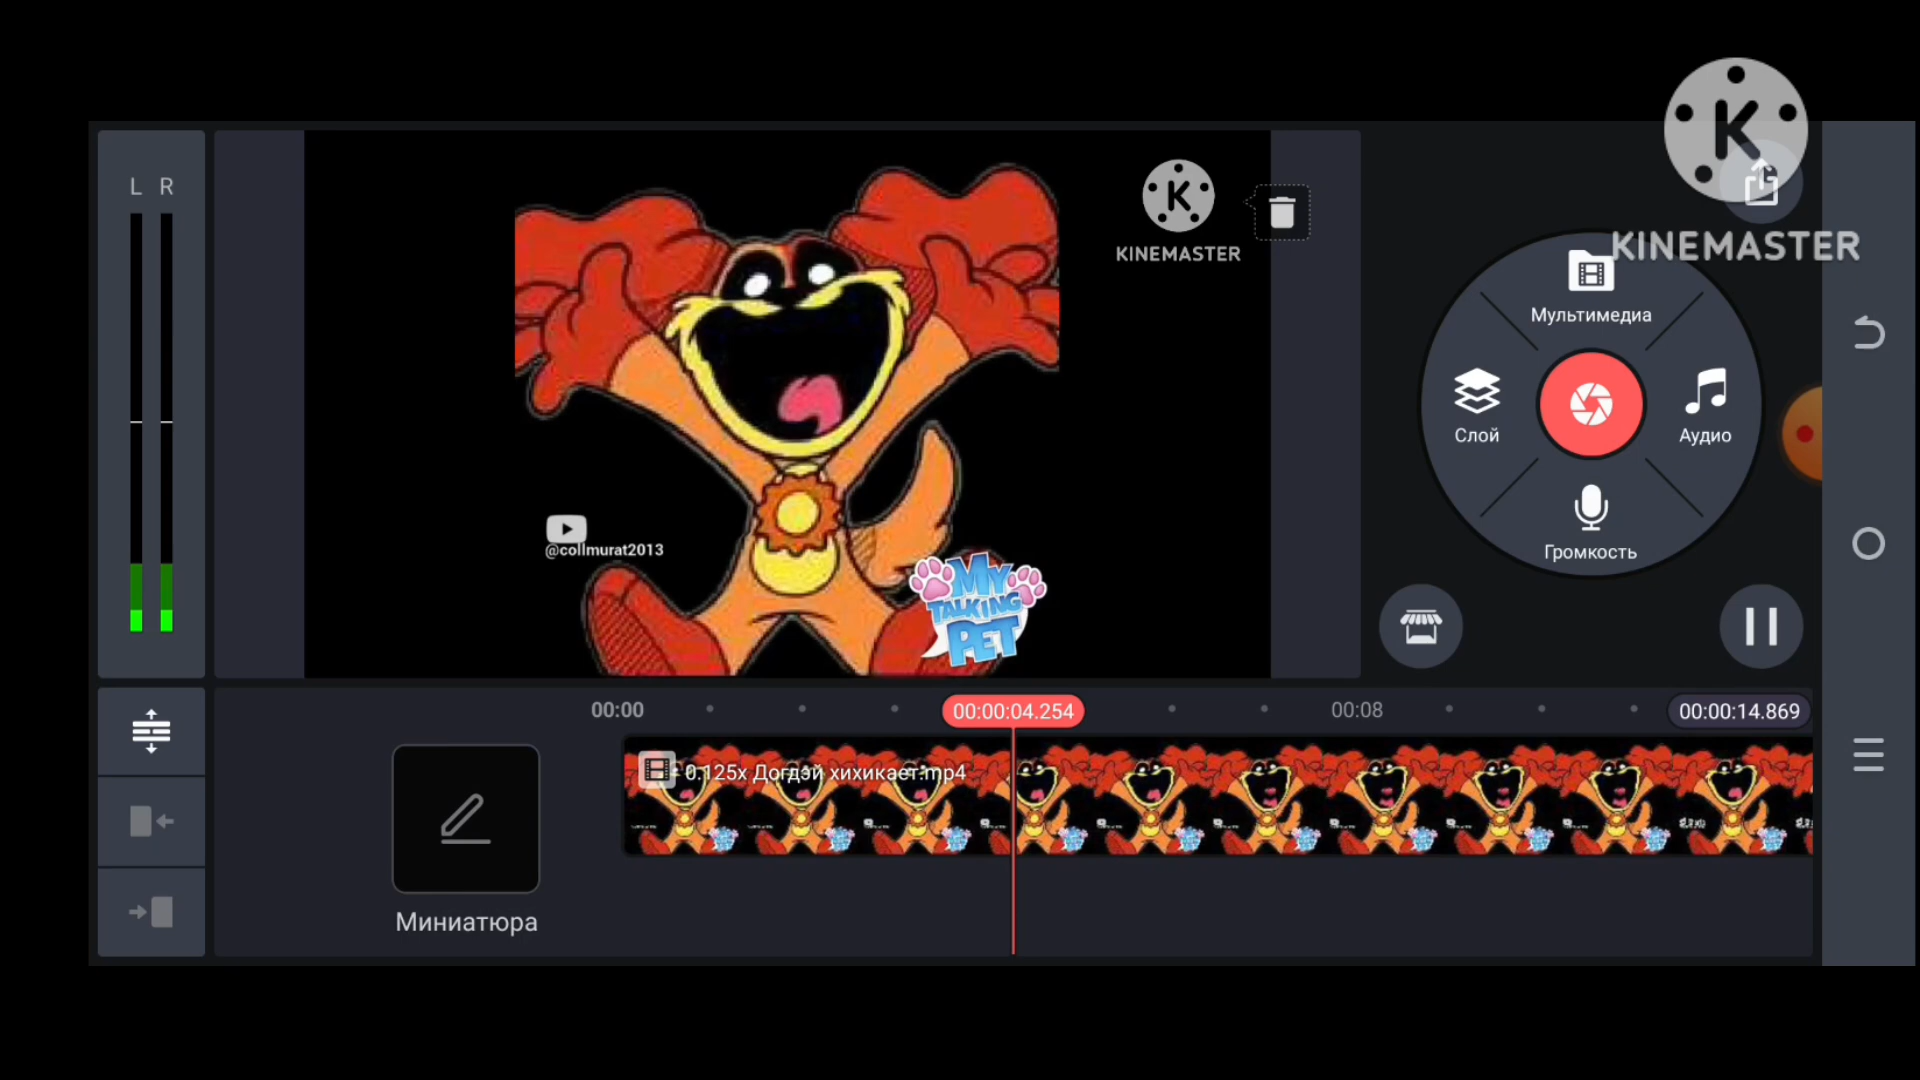 L R
K
KINEMASTER
K
KINEMASTER
Мультимедиа
Слой
Аудио
Громкость
@collmurat2013
MY
TALKING
PET
00:00
00:00:04.254
00:08
00:00:14.869
0.125x Догдэй хихикает.mp4
Миниатюра